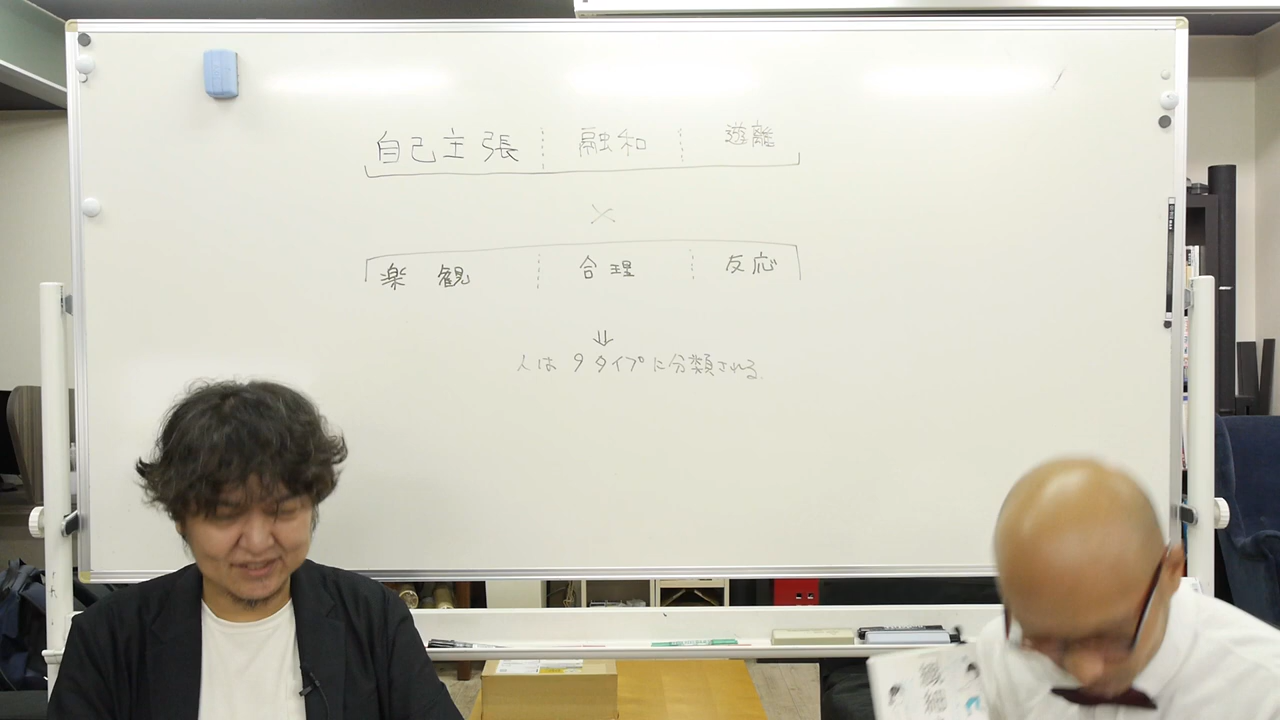 自己主張 融和 遊離
×
楽観 合理 反応
⇓
人は9タイプに分類される.